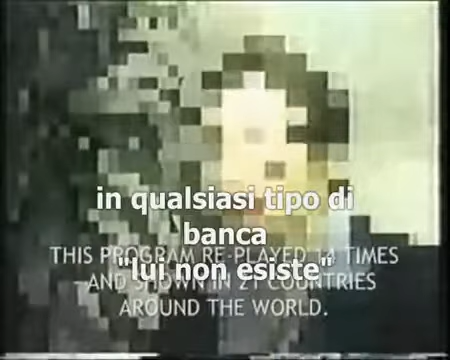 in qualsiasi tipo di
banca
"lui non esiste"
THIS PROGRAM RE-PLAYED 14 TIMES
AND SHOWN IN 21 COUNTRIES
AROUND THE WORLD.